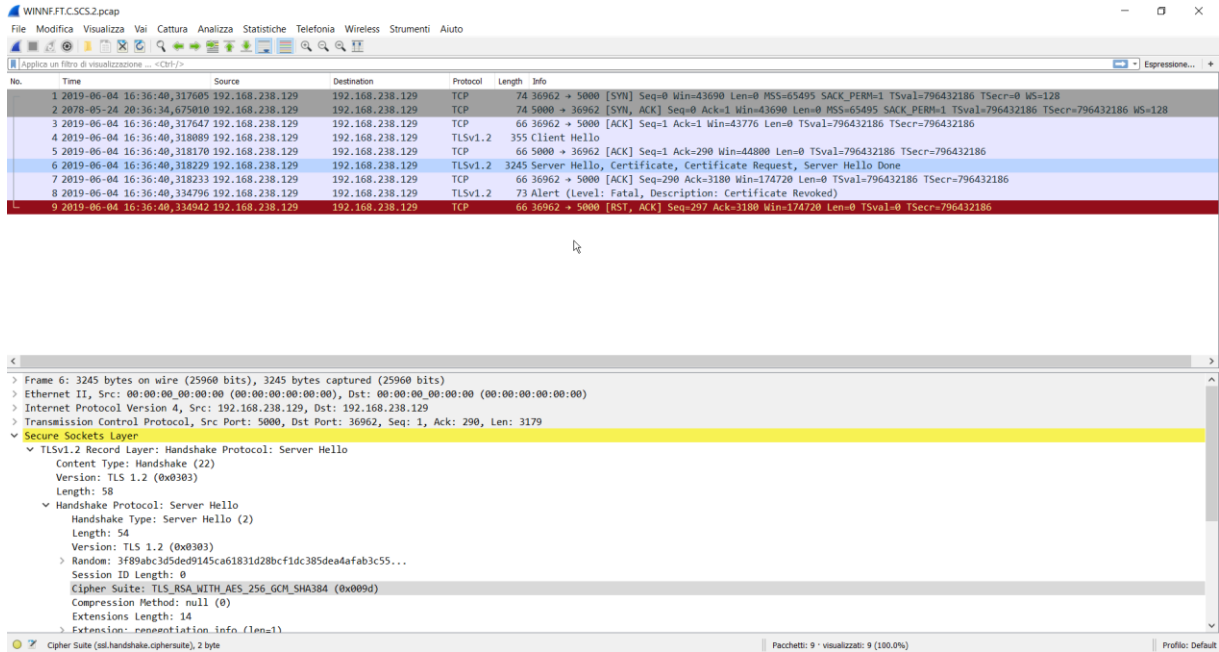 WINNF.FT.C.SCS.2.pcap
File Modifica Visualizza Vai Cattura Analizza Statistiche Telefonia Wireless Strumenti Aiuto
Applica un filtro di visualizzazione ... <Ctrl-/> Espressione... +
No. Time Source Destination Protocol Length Info
1 2019-06-04 16:36:40,317605 192.168.238.129 192.168.238.129 TCP 74 36962 → 5000 [SYN] Seq=0 Win=43690 Len=0 MSS=65495 SACK_PERM=1 TSval=796432186 TSecr=0 WS=128
2 2078-05-24 20:36:34,675010 192.168.238.129 192.168.238.129 TCP 74 5000 → 36962 [SYN, ACK] Seq=0 Ack=1 Win=43690 Len=0 MSS=65495 SACK_PERM=1 TSval=796432186 TSecr=796432186 WS=128
3 2019-06-04 16:36:40,317647 192.168.238.129 192.168.238.129 TCP 66 36962 → 5000 [ACK] Seq=1 Ack=1 Win=43776 Len=0 TSval=796432186 TSecr=796432186
4 2019-06-04 16:36:40,318089 192.168.238.129 192.168.238.129 TLSv1.2 355 Client Hello
5 2019-06-04 16:36:40,318170 192.168.238.129 192.168.238.129 TCP 66 5000 → 36962 [ACK] Seq=1 Ack=290 Win=44800 Len=0 TSval=796432186 TSecr=796432186
6 2019-06-04 16:36:40,318229 192.168.238.129 192.168.238.129 TLSv1.2 3245 Server Hello, Certificate, Certificate Request, Server Hello Done
7 2019-06-04 16:36:40,318233 192.168.238.129 192.168.238.129 TCP 66 36962 → 5000 [ACK] Seq=290 Ack=3180 Win=174720 Len=0 TSval=796432186 TSecr=796432186
8 2019-06-04 16:36:40,334796 192.168.238.129 192.168.238.129 TLSv1.2 73 Alert (Level: Fatal, Description: Certificate Revoked)
9 2019-06-04 16:36:40,334942 192.168.238.129 192.168.238.129 TCP 66 36962 → 5000 [RST, ACK] Seq=297 Ack=3180 Win=174720 Len=0 TSval=0 TSecr=796432186
Frame 6: 3245 bytes on wire (25960 bits), 3245 bytes captured (25960 bits)
Ethernet II, Src: 00:00:00_00:00:00 (00:00:00:00:00:00), Dst: 00:00:00_00:00:00 (00:00:00:00:00:00)
Internet Protocol Version 4, Src: 192.168.238.129, Dst: 192.168.238.129
Transmission Control Protocol, Src Port: 5000, Dst Port: 36962, Seq: 1, Ack: 290, Len: 3179
Secure Sockets Layer
TLSv1.2 Record Layer: Handshake Protocol: Server Hello
Content Type: Handshake (22)
Version: TLS 1.2 (0x0303)
Length: 58
Handshake Protocol: Server Hello
Handshake Type: Server Hello (2)
Length: 54
Version: TLS 1.2 (0x0303)
Random: 3f89abc3d5ded9145ca61831d28bcf1dc385dea4afab3c55...
Session ID Length: 0
Cipher Suite: TLS_RSA_WITH_AES_256_GCM_SHA384 (0x009d)
Compression Method: null (0)
Extensions Length: 14
Extension: renegotiation_info (len=1)
Cipher Suite (ssl.handshake.ciphersuite), 2 byte Pacchetti: 9 · visualizzati: 9 (100.0%) Profilo: Default